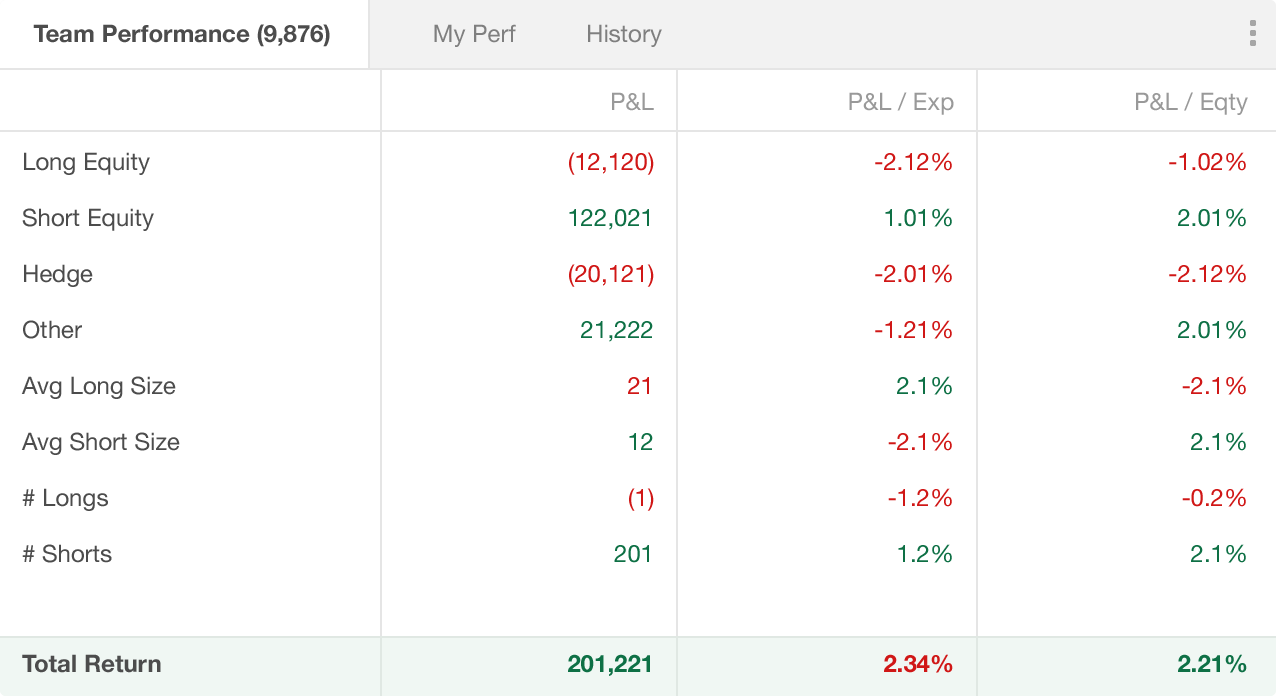 Team Performance (9,876) My Perf History
P&L P&L / Exp P&L / Eqty
Long Equity (12,120) -2.12% -1.02%
Short Equity 122,021 1.01% 2.01%
Hedge (20,121) -2.01% -2.12%
Other 21,222 -1.21% 2.01%
Avg Long Size 21 2.1% -2.1%
Avg Short Size 12 -2.1% 2.1%
# Longs (1) -1.2% -0.2%
# Shorts 201 1.2% 2.1%
Total Return 201,221 2.34% 2.21%